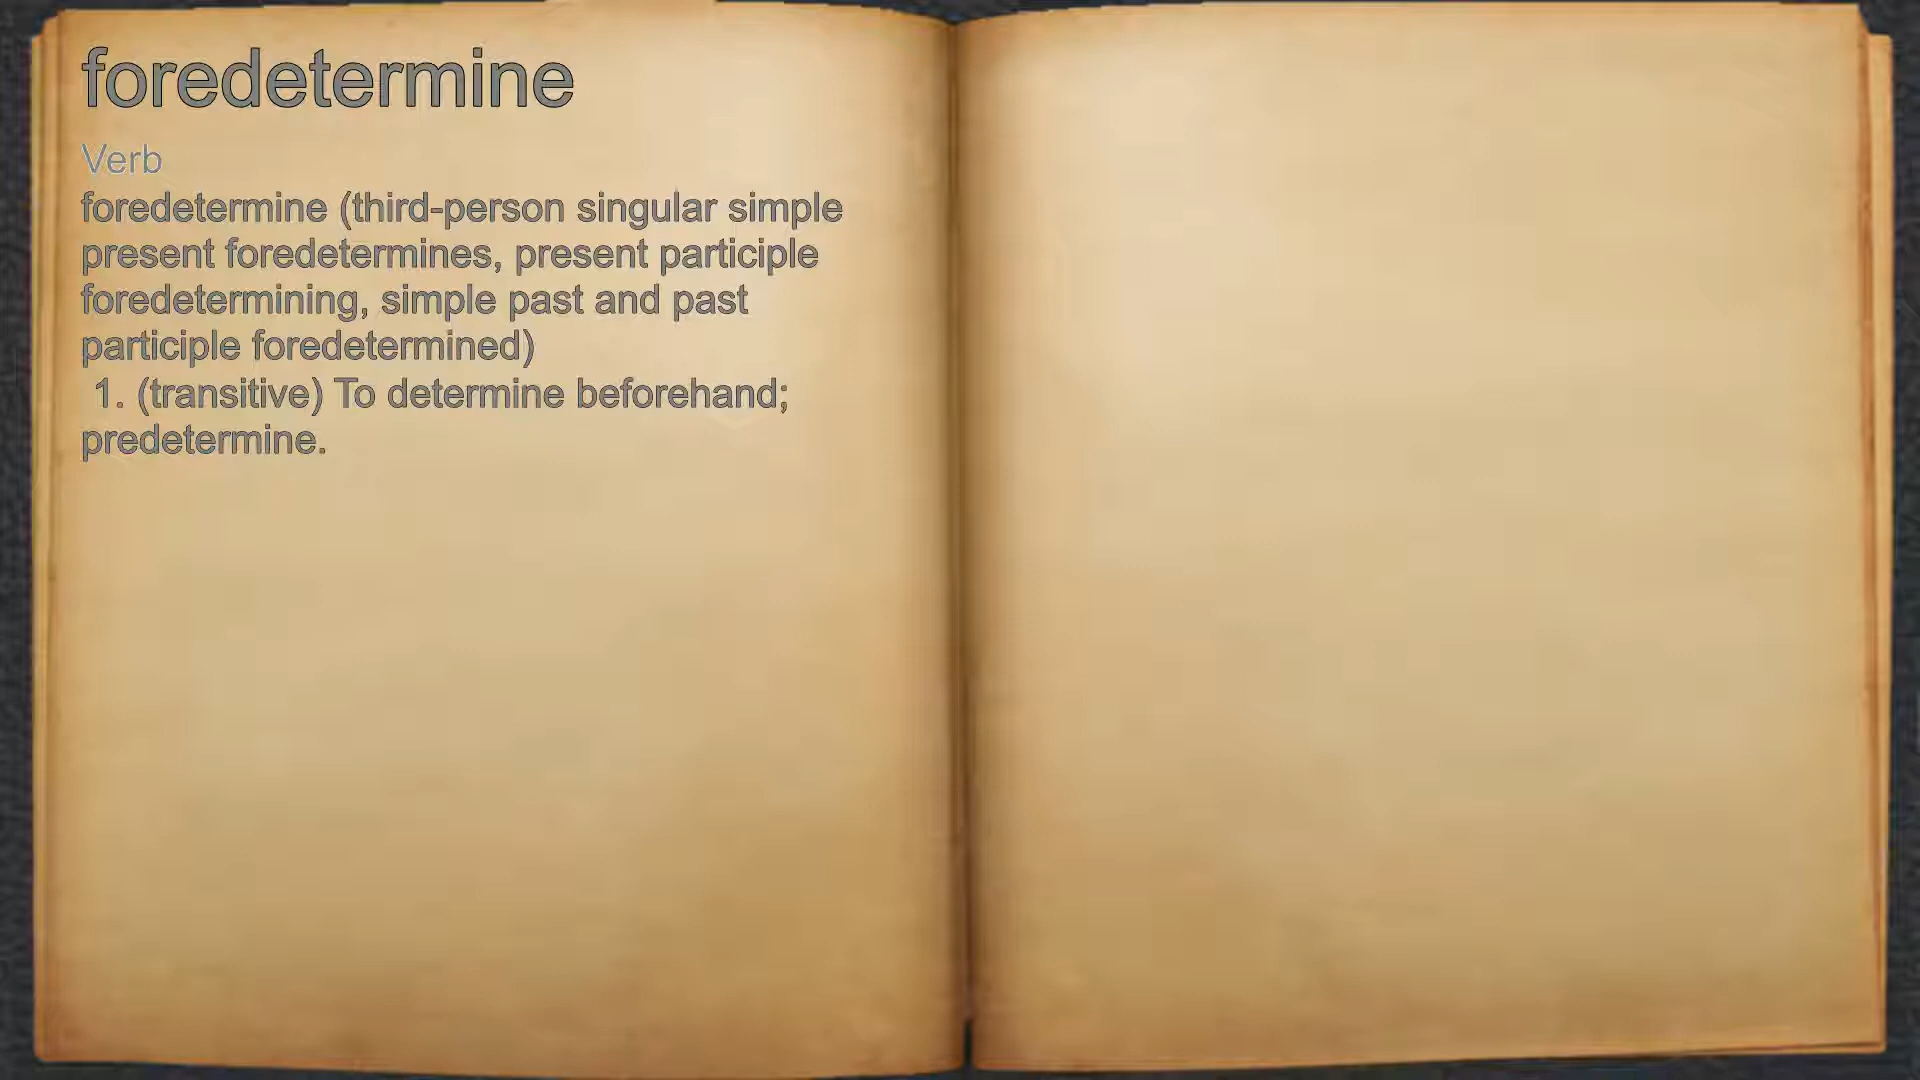 foredetermine
Verb
foredetermine (third-person singular simple
present foredetermines, present participle
foredetermining, simple past and past
participle foredetermined)
1. (transitive) To determine beforehand;
predetermine.